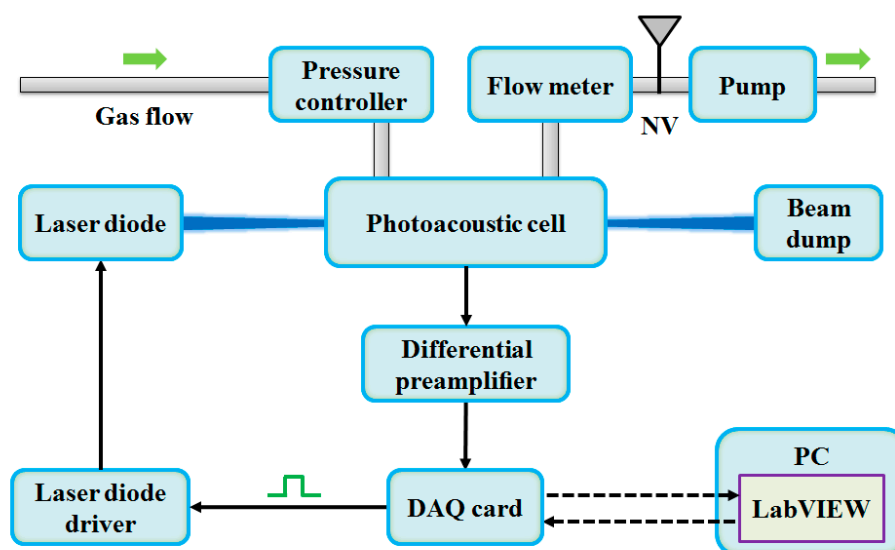 Pressure
controller
Flow meter
Pump
Gas flow
NV
Laser diode
Photoacoustic cell
Beam
dump
Differential
preamplifier
PC
Laser diode
driver
DAQ card
LabVIEW